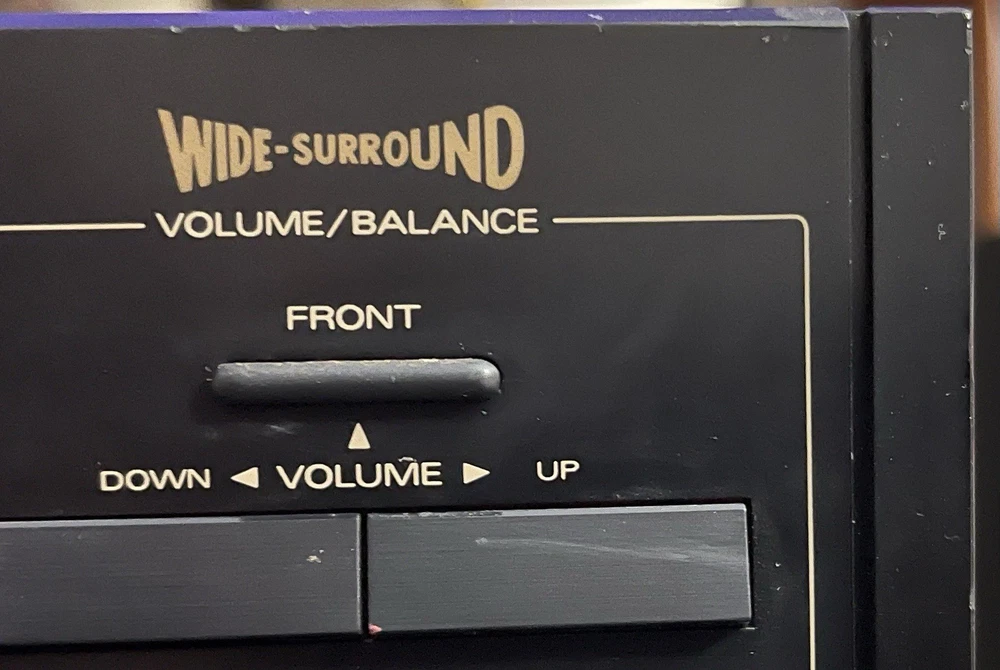 WIDE-SURROUND
VOLUME/BALANCE
FRONT
▲
DOWN ◀ VOLUME ▶ UP